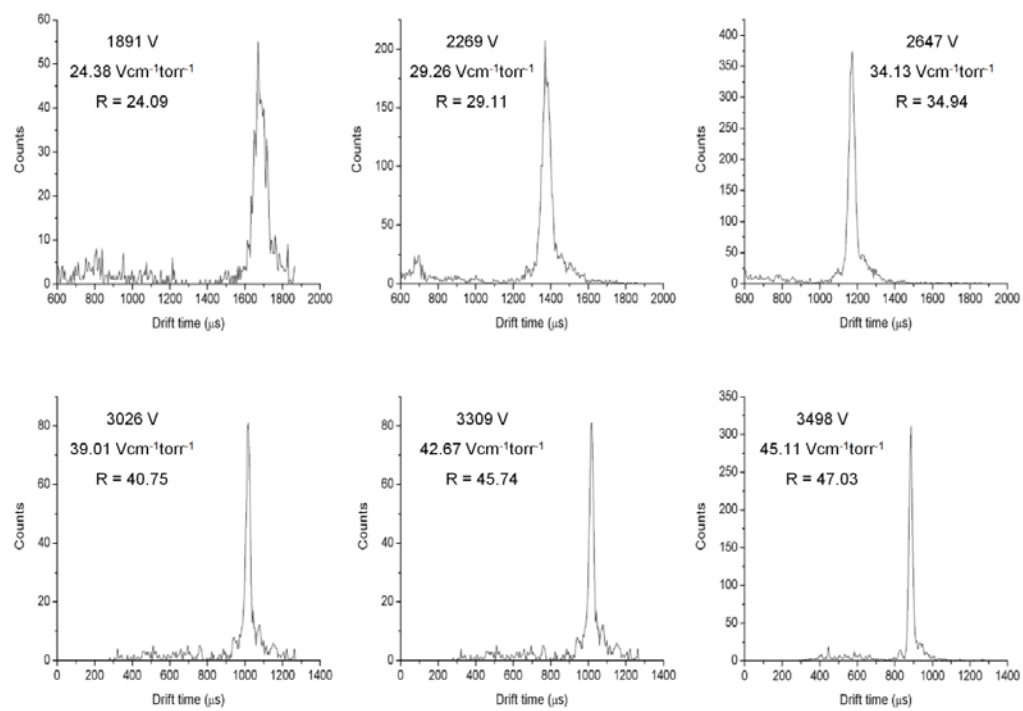 1891 V
24.38 Vcm⁻¹torr⁻¹
R = 24.09
60
50
40
30
20
10
0
Counts
600 800 1000 1200 1400 1600 1800 2000
Drift time (μs)
2269 V
29.26 Vcm⁻¹torr⁻¹
R = 29.11
200
150
100
50
0
Counts
600 800 1000 1200 1400 1600 1800 2000
Drift time (μs)
2647 V
34.13 Vcm⁻¹torr⁻¹
R = 34.94
400
350
300
250
200
150
100
50
0
Counts
600 800 1000 1200 1400 1600 1800 2000
Drift time (μs)
3026 V
39.01 Vcm⁻¹torr⁻¹
R = 40.75
80
60
40
20
0
Counts
0 200 400 600 800 1000 1200 1400
Drift time (μs)
3309 V
42.67 Vcm⁻¹torr⁻¹
R = 45.74
80
60
40
20
0
Counts
0 200 400 600 800 1000 1200 1400
Drift time (μs)
3498 V
45.11 Vcm⁻¹torr⁻¹
R = 47.03
350
300
250
200
150
100
50
0
Counts
0 200 400 600 800 1000 1200 1400
Drift time (μs)